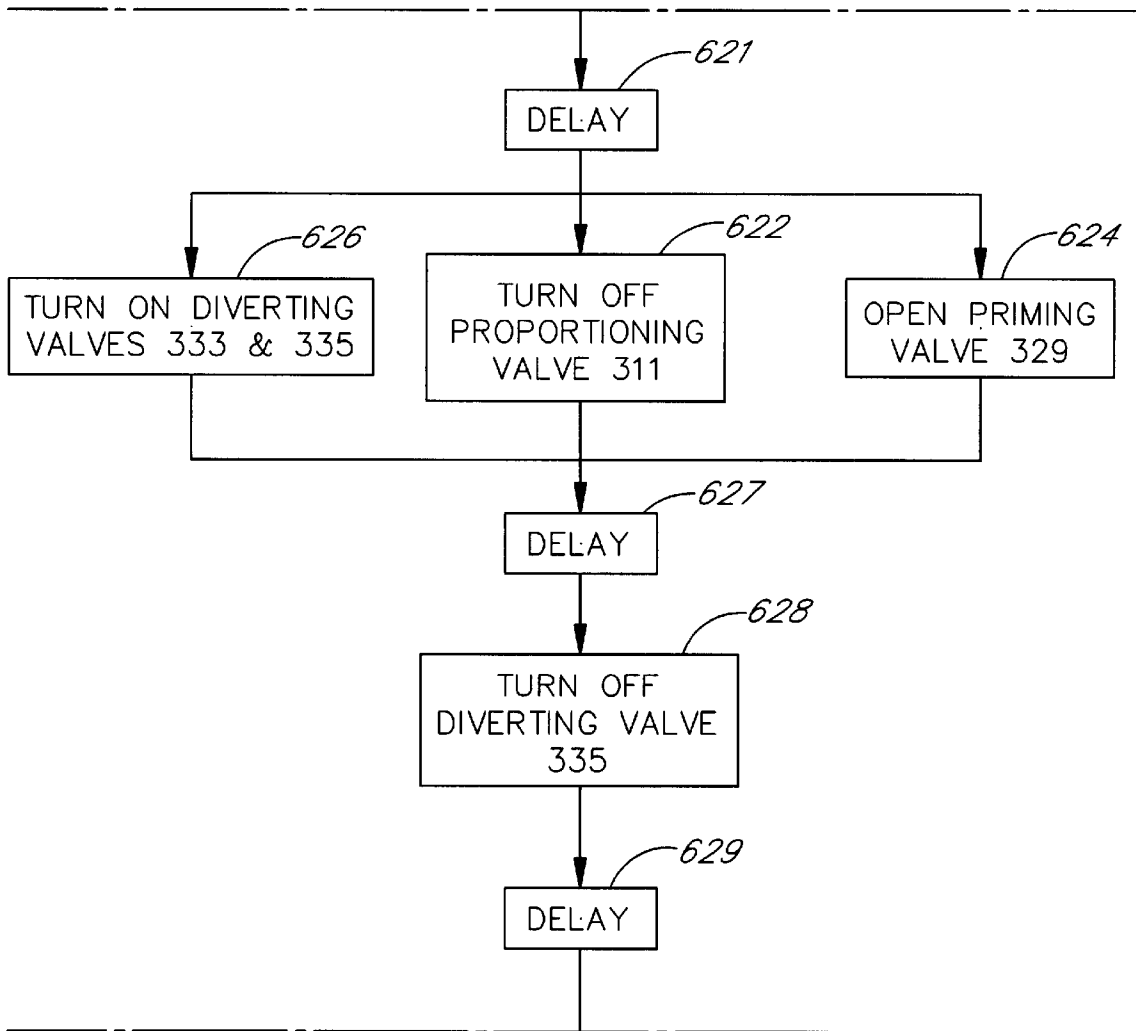 621
DELAY
626
622
624
TURN ON DIVERTING
VALVES 333 & 335
TURN OFF
PROPORTIONING
VALVE 311
OPEN PRIMING
VALVE 329
627
DELAY
628
TURN OFF
DIVERTING VALVE
335
629
DELAY